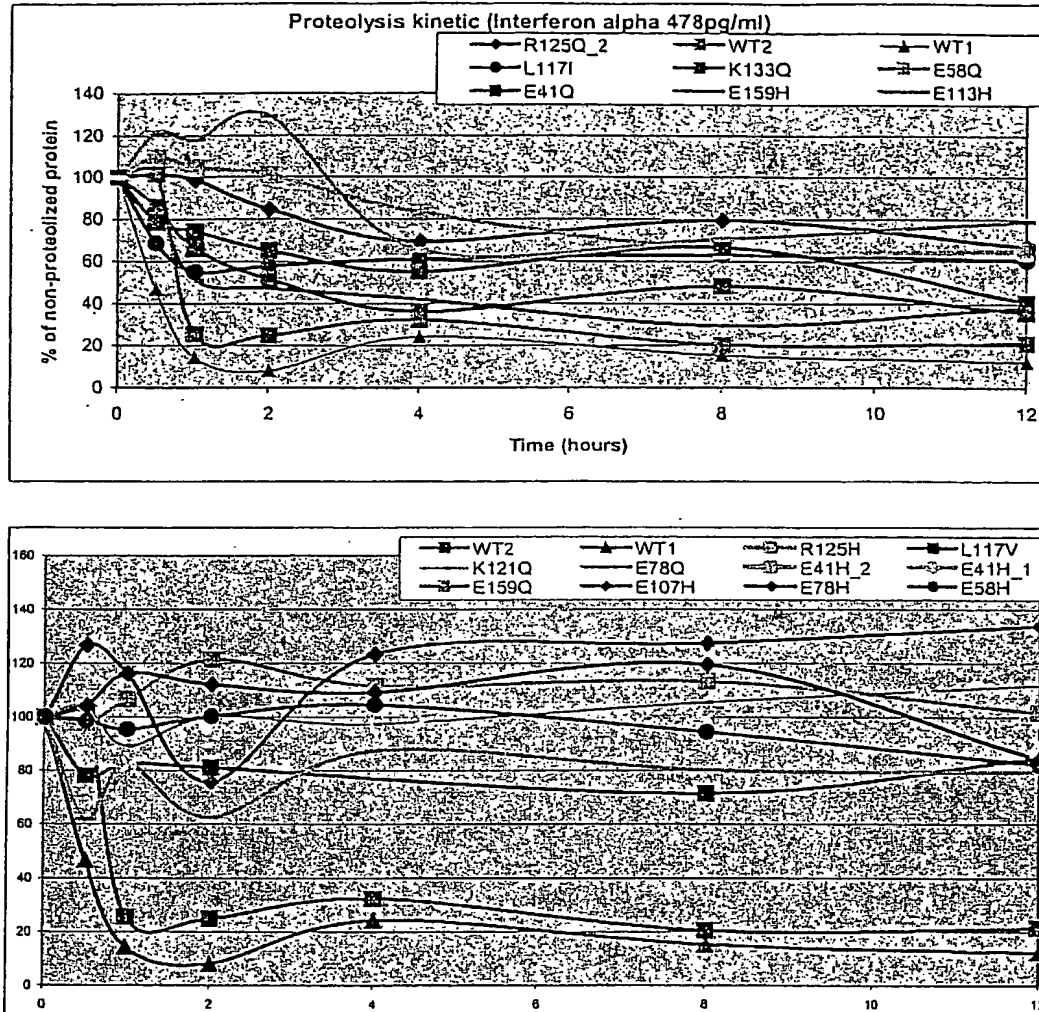 Proteolysis kinetic (Interferon alpha 478pg/ml)
R125Q_2 WT2 WT1
L117I K133Q E58Q
E41Q E159H E113H
140
120
100
80
60
40
20
0
% of non-proteolized protein
0 2 4 6 8 10 12
Time (hours)
WT2 WT1 R125H L117V
K121Q E78Q E41H_2 E41H_1
E159Q E107H E78H E58H
160
140
120
100
80
60
40
20
0
0 2 4 6 8 10 12